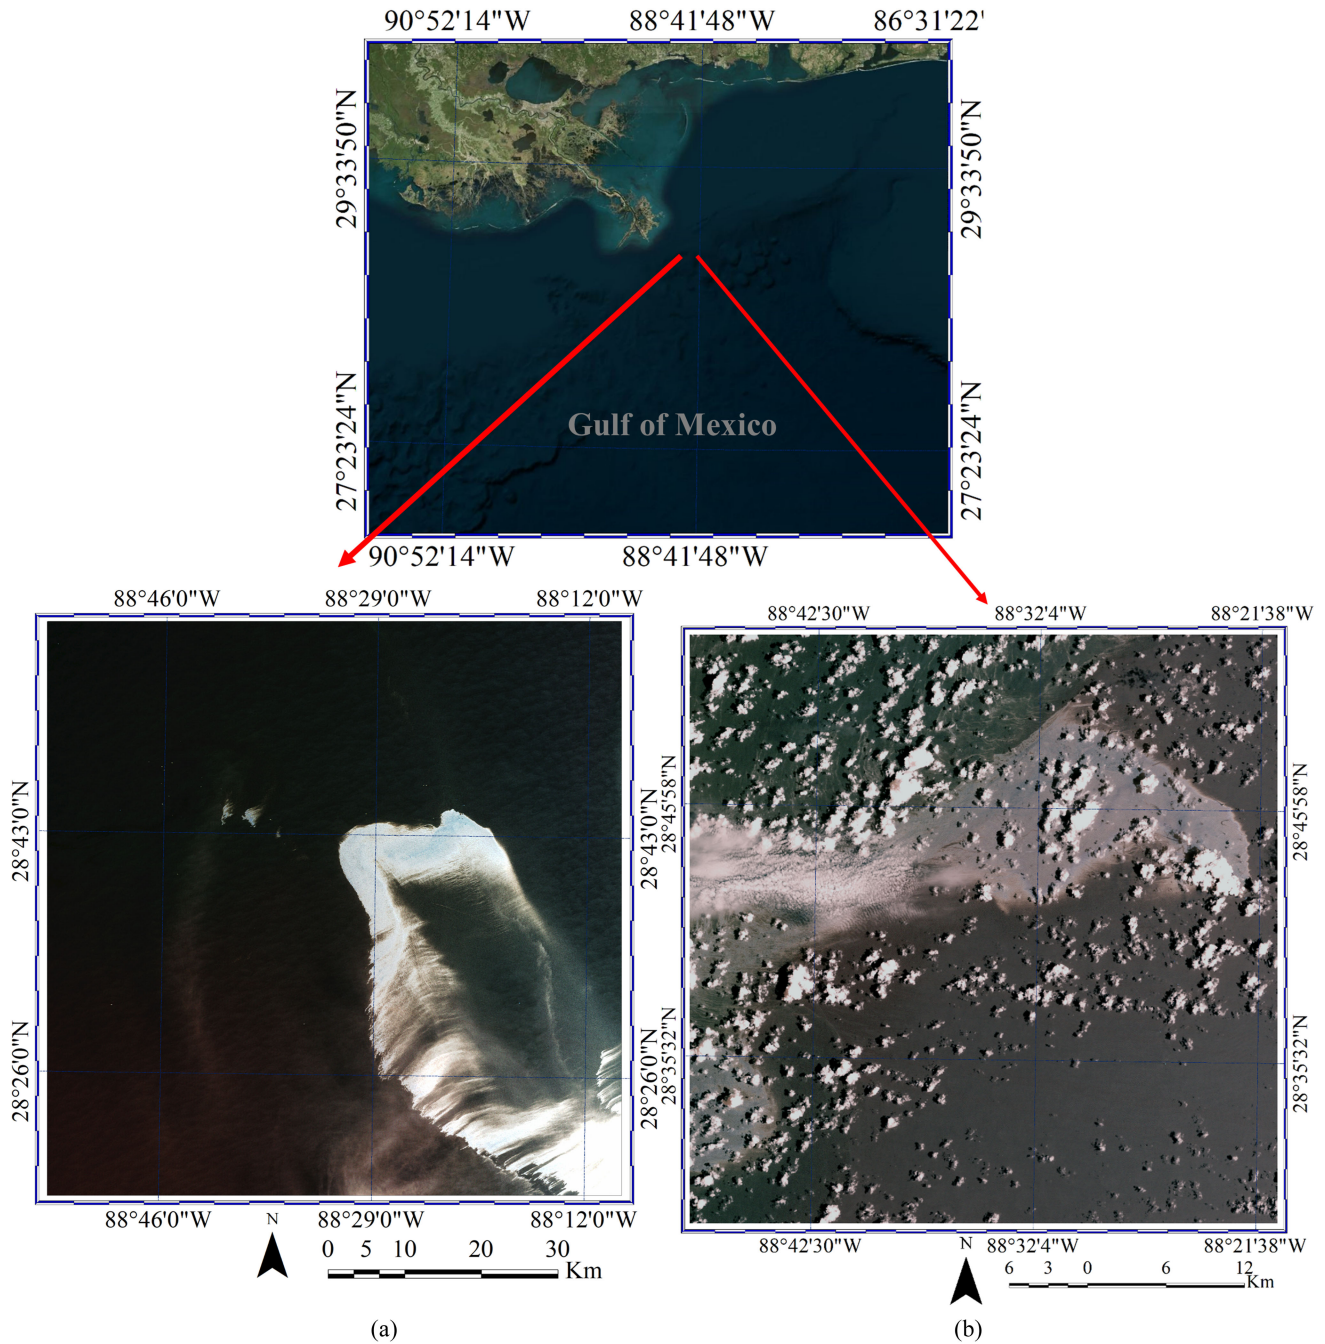 90°52'14"W 88°41'48"W 86°31'22'
29°33'50"N 29°33'50"N
Gulf of Mexico
27°23'24"N 27°23'24"N
90°52'14"W 88°41'48"W
88°46'0'W 88°29'0"W 88°12'0'W
28°43'0"N 28°43'0"N
28°26'0"N 28°26'0"N
88°46'0"W 88°29'0"W 88°12'0"W
N
0 5 10 20 30
Km
(a)
88°42'30"W 88°32'4"W 88°21'38"W
28°45'58"N 28°45'58"N
28°35'32"N 28°35'32"N
88°42'30"W 88°32'4"W 88°21'38"W
N
6 3 0 6 12
Km
(b)